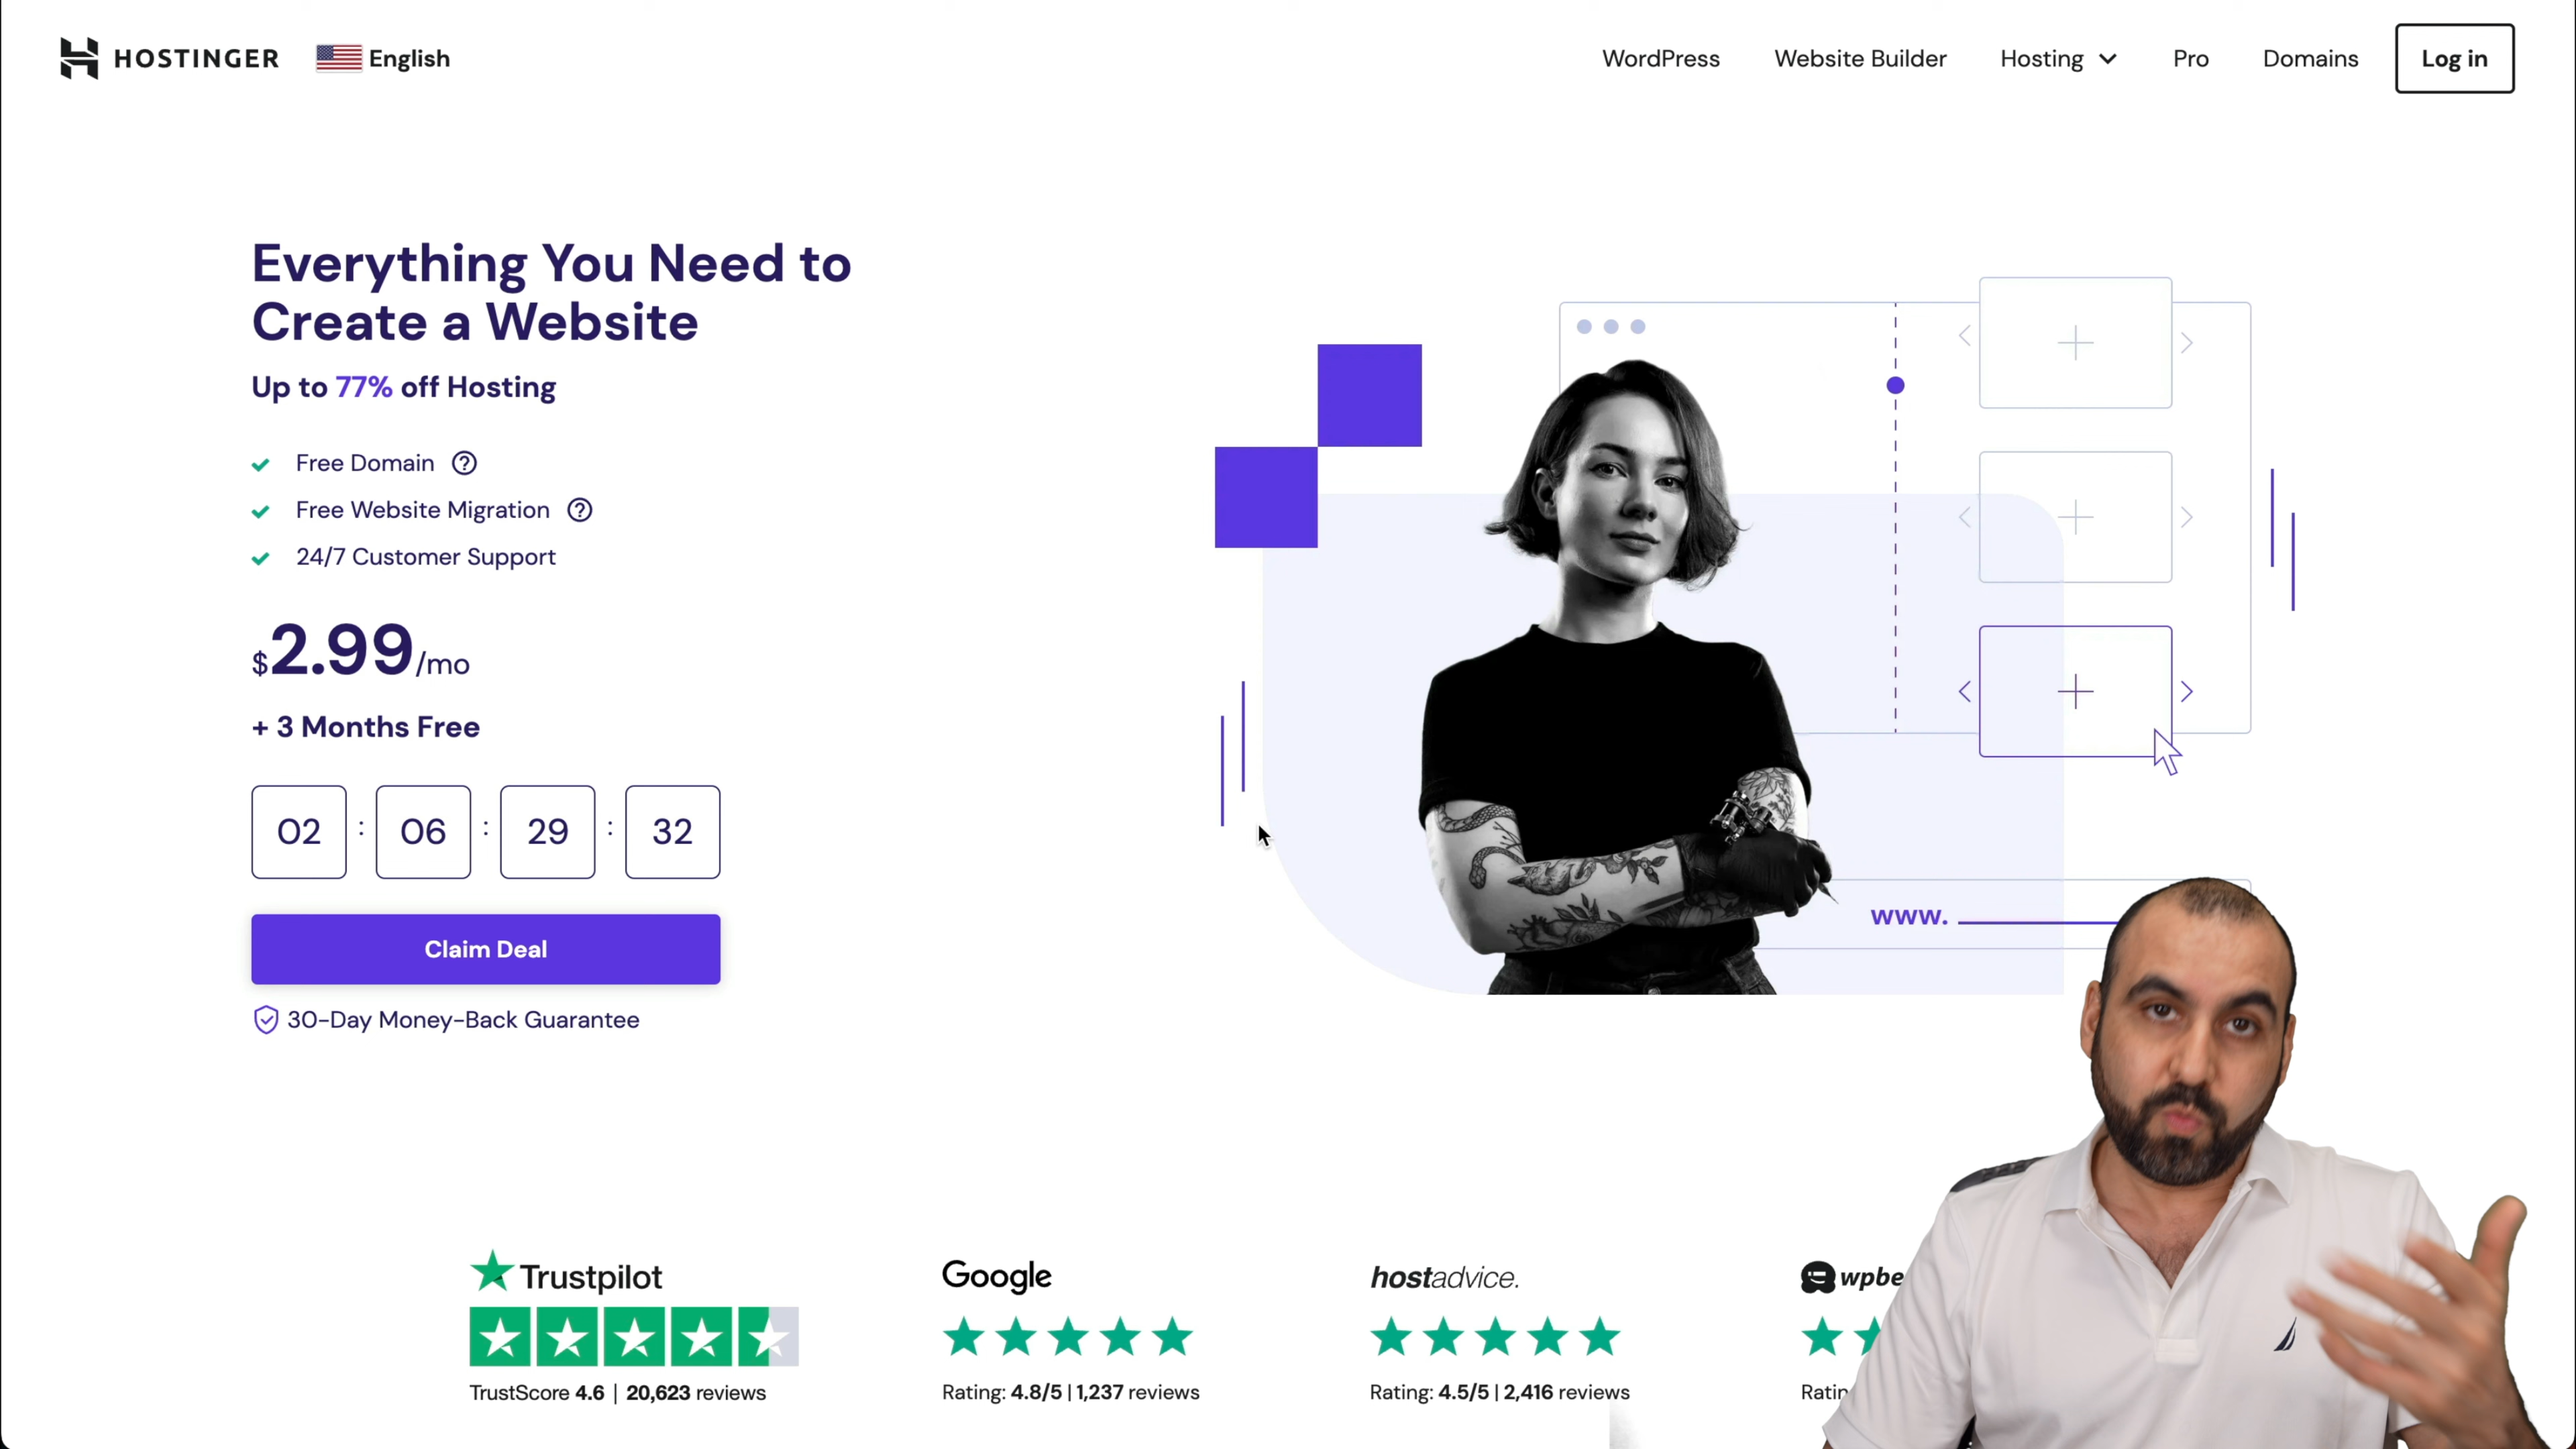 HOSTINGER
English
WordPress
Website Builder
Hosting
Pro
Domains
Log in
Everything You Need to
Create a Website
Up to 77% off Hosting
Free Domain
Free Website Migration
24/7 Customer Support
$2.99/mo
+ 3 Months Free
02 : 06 : 29 : 32
Claim Deal
30-Day Money-Back Guarantee
www.
Trustpilot
TrustScore 4.6 | 20,623 reviews
Google
Rating: 4.8/5 | 1,237 reviews
hostadvice.
Rating: 4.5/5 | 2,416 reviews